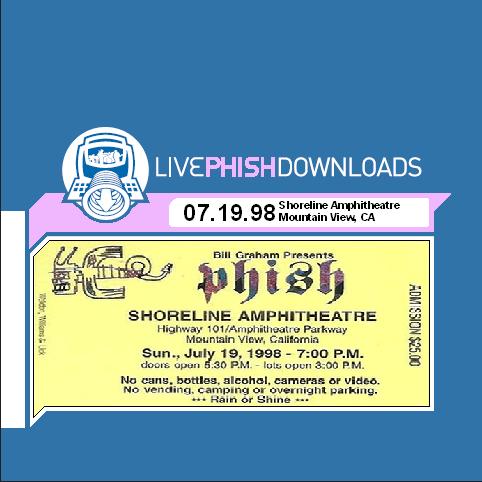 LIVEPHISHDOWNLOADS
07.19.98 Shoreline Amphitheatre
Mountain View, CA
Bill Graham Presents
phish
SHORELINE AMPHITHEATRE
Highway 101/Amphitheatre Parkway
Mountain View, California
Sun., July 19, 1998 - 7:00 P.M.
doors open 5:30 P.M. - lots open 3:00 P.M.
No cans, bottles, alcohol, cameras or video.
No vending, camping or overnight parking.
*** Rain or Shine ***
ADMISSION $25.00